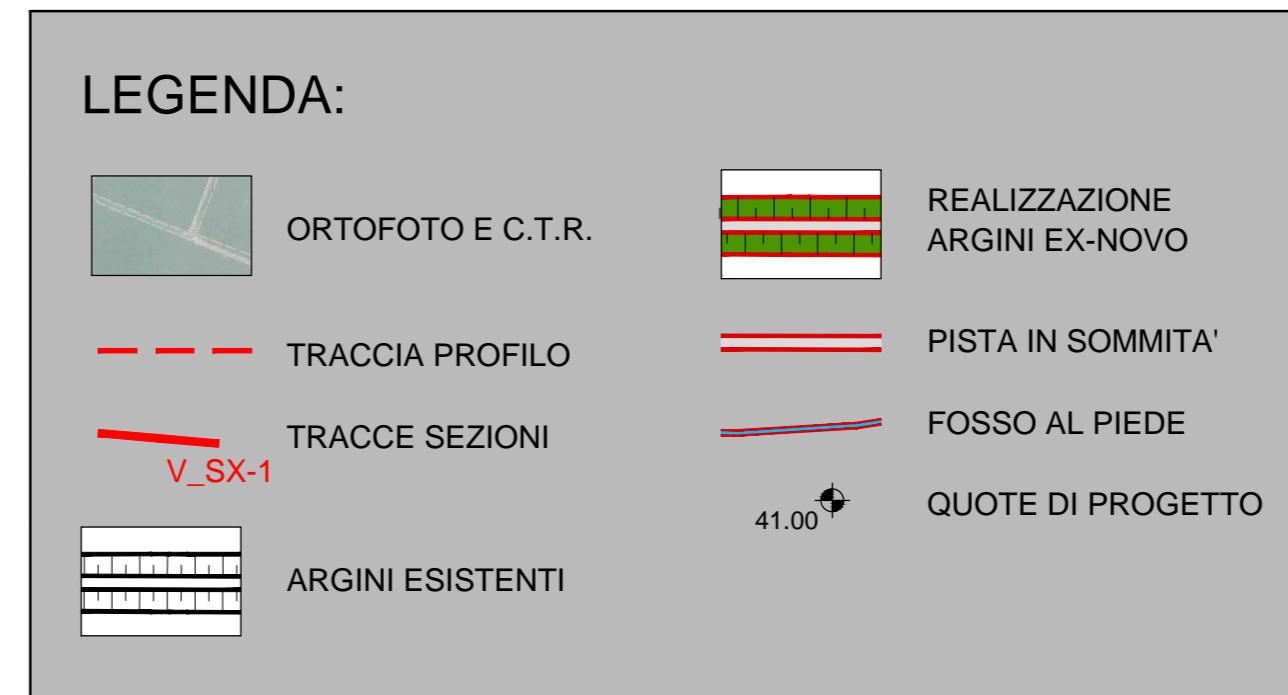 LEGENDA:
ORTOFOTO E C.T.R.
TRACCIA PROFILO
TRACCE SEZIONI
V_SX-1
ARGINI ESISTENTI
REALIZZAZIONE
ARGINI EX-NOVO
PISTA IN SOMMITA'
FOSSO AL PIEDE
41.00
QUOTE DI PROGETTO